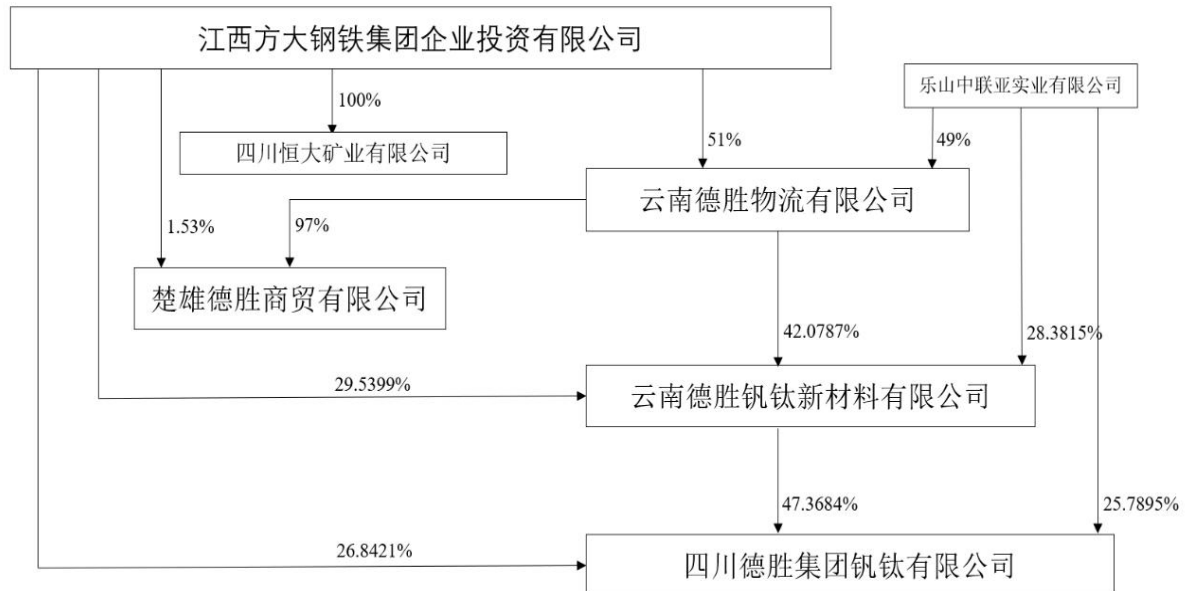 江西方大钢铁集团企业投资有限公司
乐山中联亚实业有限公司
100%
51%
49%
四川恒大矿业有限公司
云南德胜物流有限公司
1.53%
97%
楚雄德胜商贸有限公司
42.0787%
28.3815%
29.5399%
云南德胜钒钛新材料有限公司
47.3684%
25.7895%
26.8421%
四川德胜集团钒钛有限公司